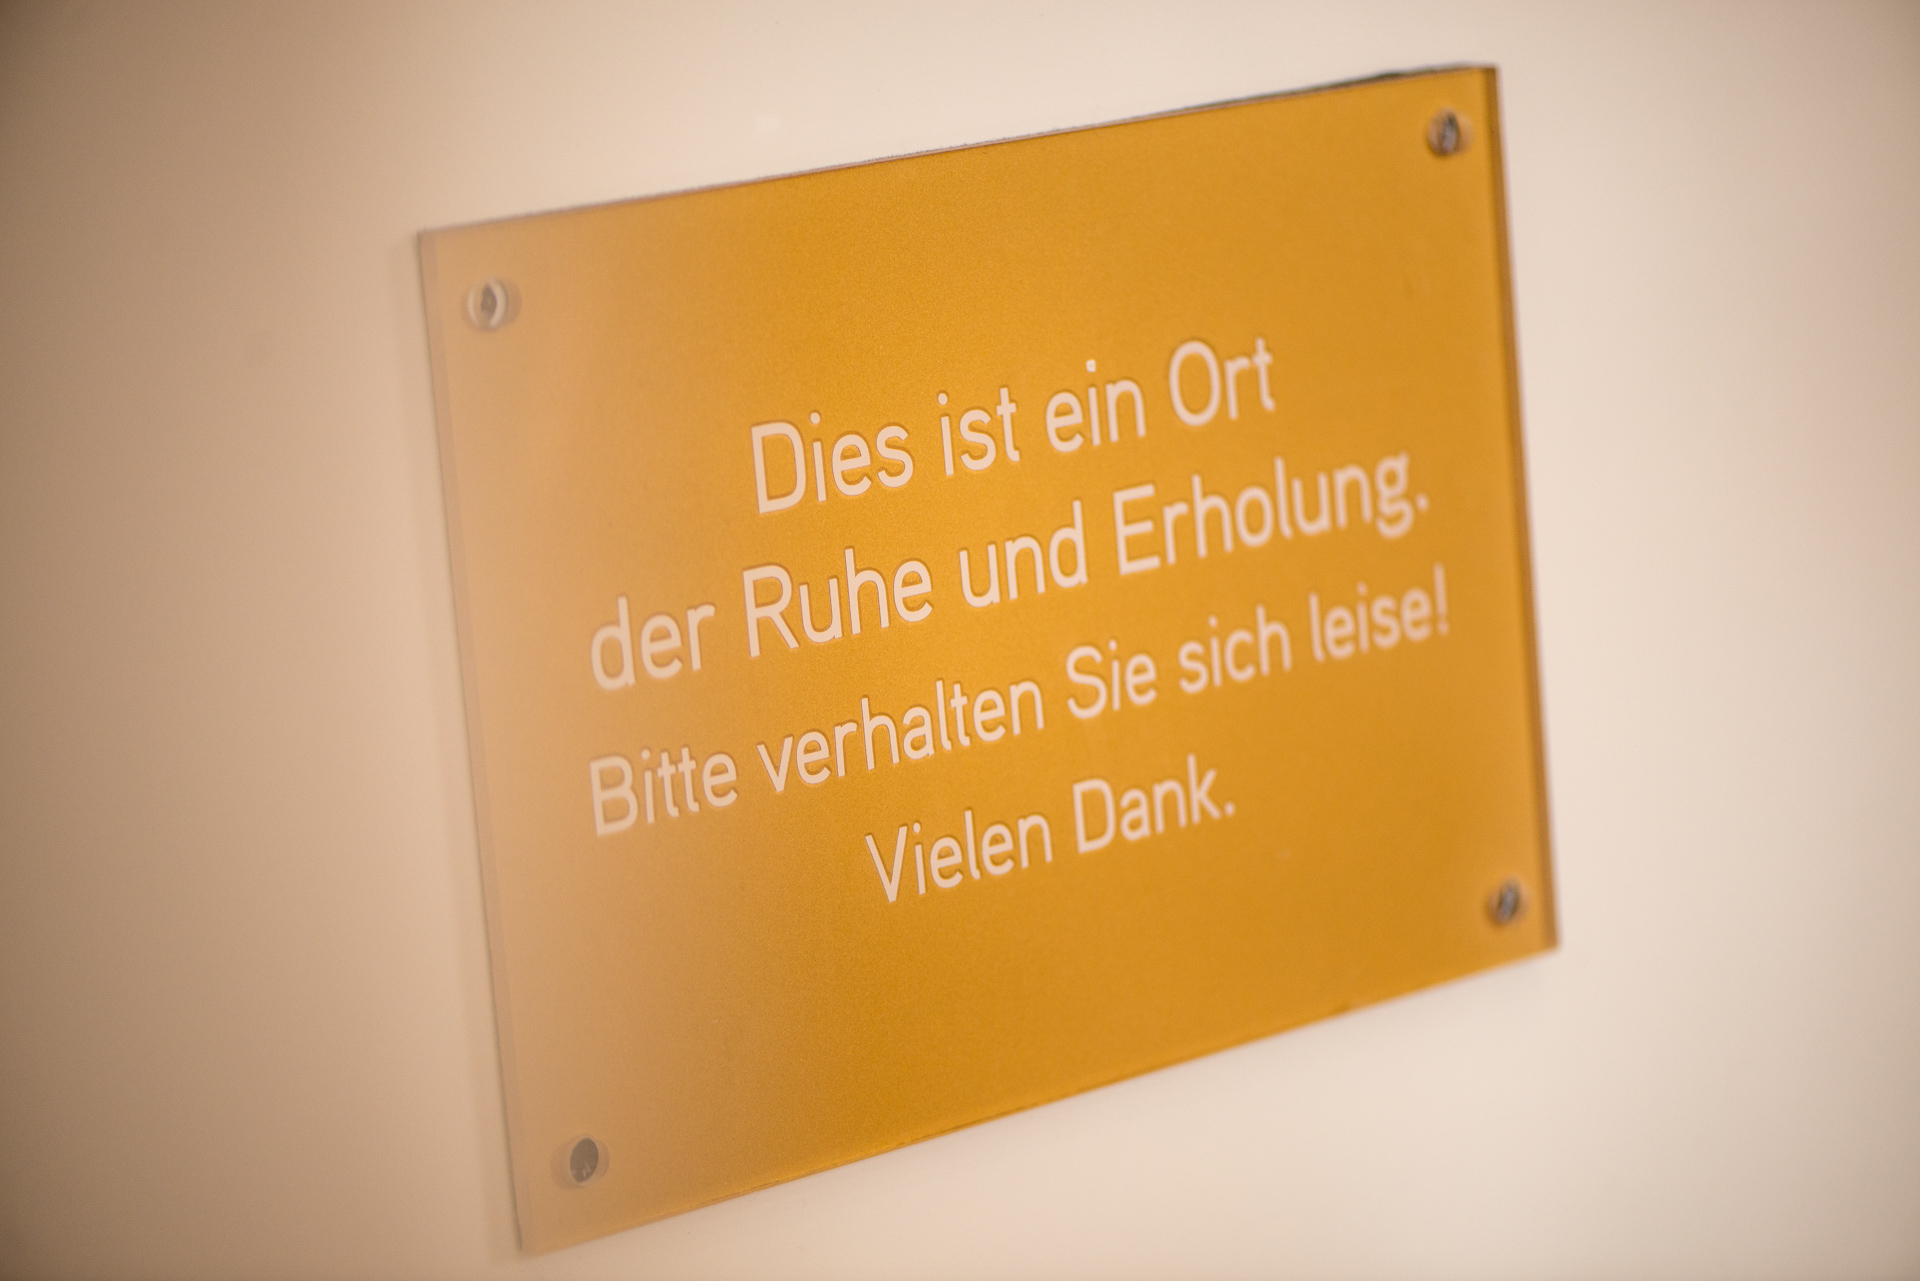 Dies ist ein Ort
der Ruhe und Erholung.
Bitte verhalten Sie sich leise!
Vielen Dank.